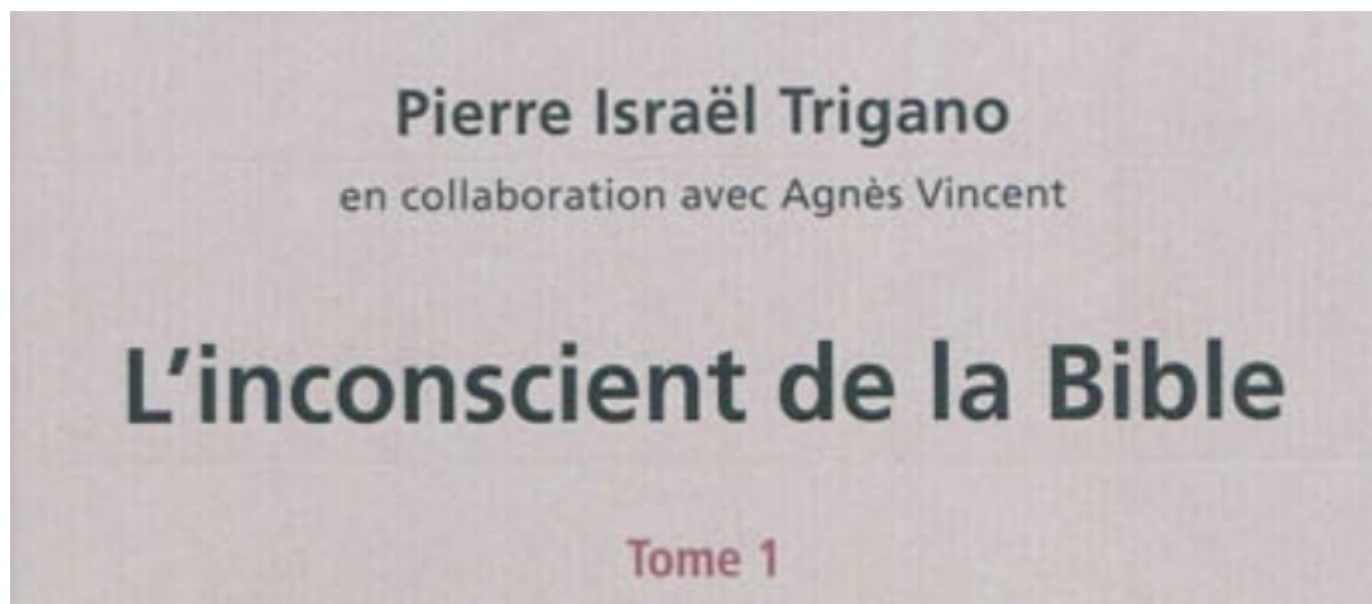 Pierre Israël Trigano
en collaboration avec Agnès Vincent
L'inconscient de la Bible
Tome 1